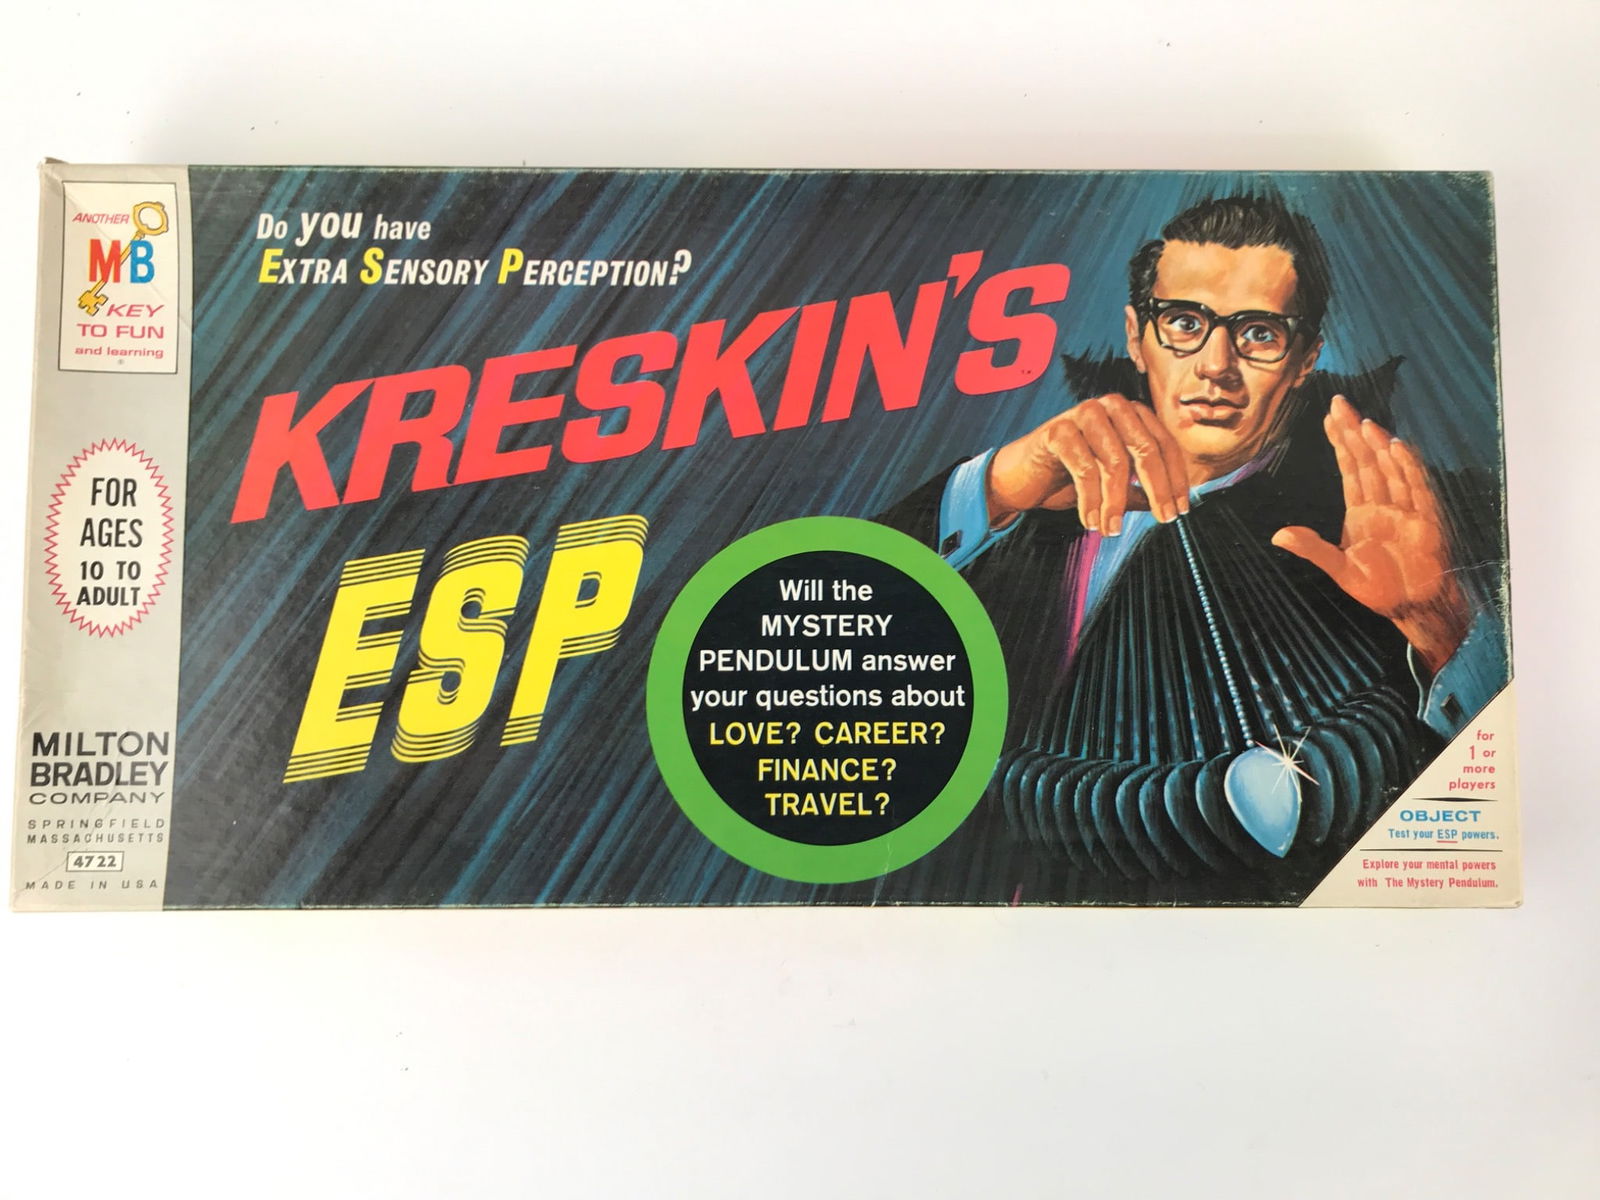 ANOTHER
MB
KEY
TO FUN
and learning
®
FOR
AGES
10 TO
ADULT
MILTON
BRADLEY
COMPANY
SPRINGFIELD
MASSACHUSETTS
4722
MADE IN USA
Do you have
EXTRA SENSORY PERCEPTION?
KRESKIN'S
ESP
Will the
MYSTERY
PENDULUM answer
your questions about
LOVE? CAREER?
FINANCE?
TRAVEL?
for
1 or
more
players
OBJECT
Test your ESP powers.
Explore your mental powers
with The Mystery Pendulum.